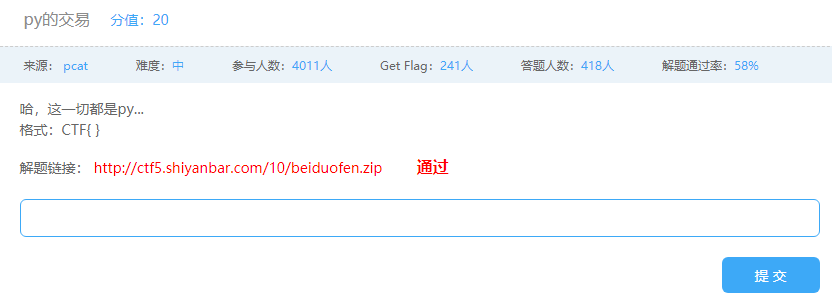 py的交易 分值：20
来源： pcat 难度：中 参与人数：4011人 Get Flag：241人 答题人数：418人 解题通过率：58%
哈，这一切都是py...
格式：CTF{ }
解题链接： http://ctf5.shiyanbar.com/10/beiduofen.zip 通过
提 交